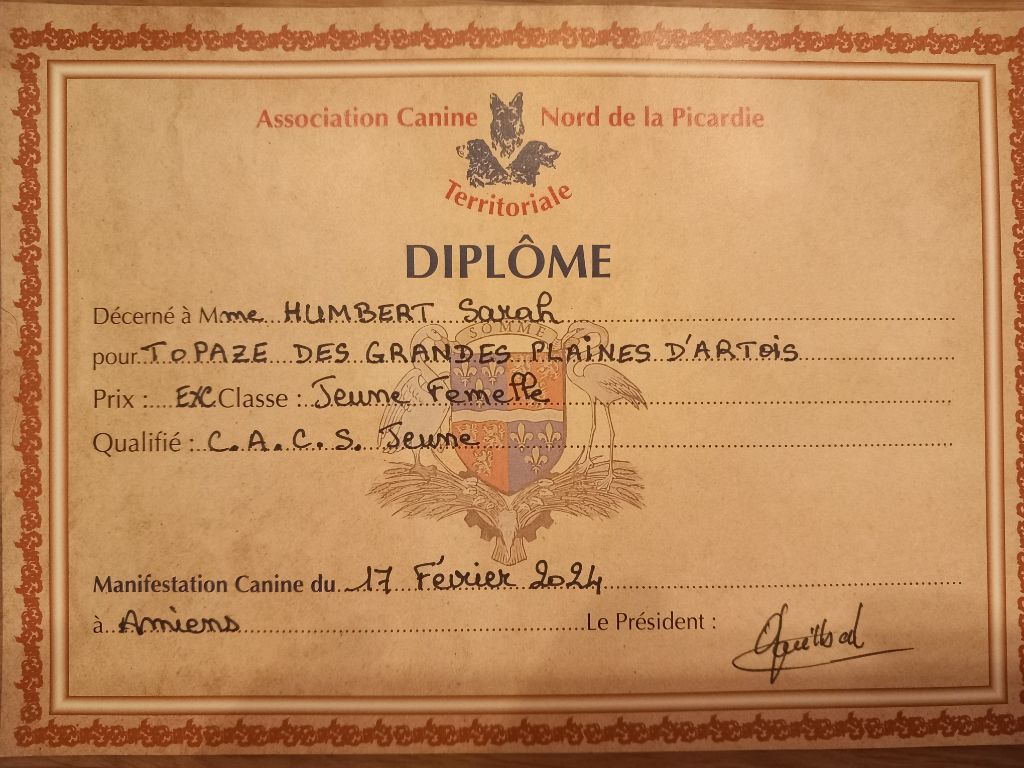 Association Canine Nord de la Picardie
Territoriale
DIPLÔME
Décerné à Mme HUMBERT Sarah
SOMME
pour TOPAZE DES GRANDES PLAINES D'ARTOIS
Prix : EXC Classe : Jeune Femelle
Qualifié : C.A.C.S. Jeune
Manifestation Canine du 17 Février 2024
à Amiens Le Président :